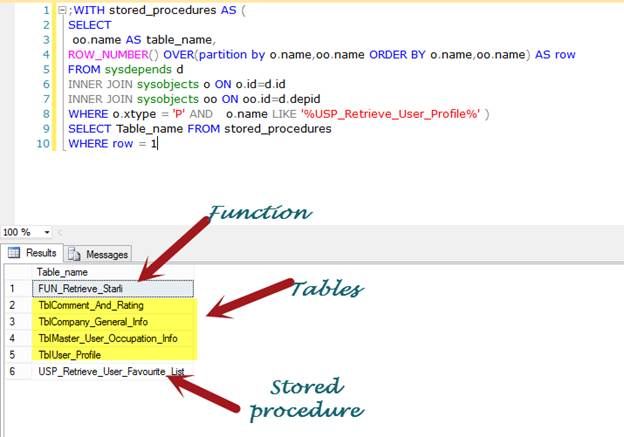 1 ;WITH stored_procedures AS (
2 SELECT
3 oo.name AS table_name,
4 ROW_NUMBER() OVER(partition by o.name,oo.name ORDER BY o.name,oo.name) AS row
5 FROM sysdepends d
6 INNER JOIN sysobjects o ON o.id=d.id
7 INNER JOIN sysobjects oo ON oo.id=d.depid
8 WHERE o.xtype = 'P' AND o.name LIKE '%USP_Retrieve_User_Profile%' )
9 SELECT Table_name FROM stored_procedures
10 WHERE row = 1
Function
100 %
Results Messages
Table_name
1 FUN_Retrieve_Starli
2 TblComment_And_Rating
Tables
3 TblCompany_General_Info
4 TblMaster_User_Occupation_Info
5 TblUser_Profile
6 USP_Retrieve_User_Favourite_List
Stored
procedure